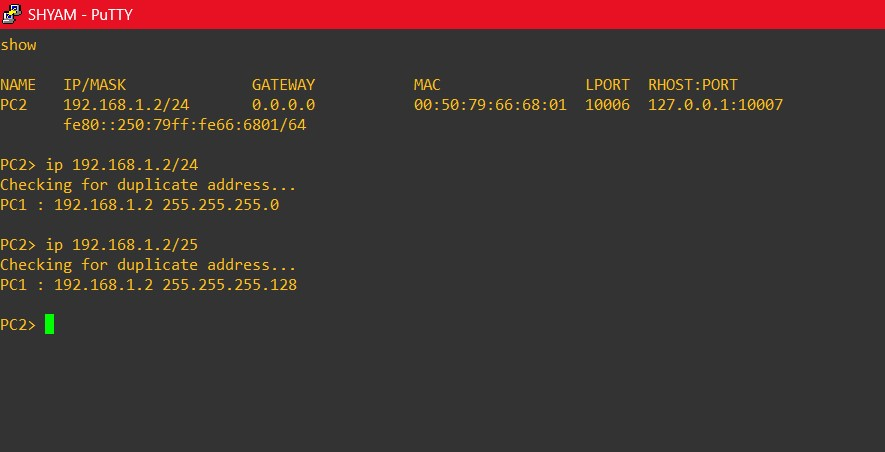 SHYAM - PuTTY
show
NAME   IP/MASK              GATEWAY           MAC                LPORT  RHOST:PORT
PC2    192.168.1.2/24       0.0.0.0           00:50:79:66:68:01  10006  127.0.0.1:10007
       fe80::250:79ff:fe66:6801/64
PC2> ip 192.168.1.2/24
Checking for duplicate address...
PC1 : 192.168.1.2 255.255.255.0
PC2> ip 192.168.1.2/25
Checking for duplicate address...
PC1 : 192.168.1.2 255.255.255.128
PC2>